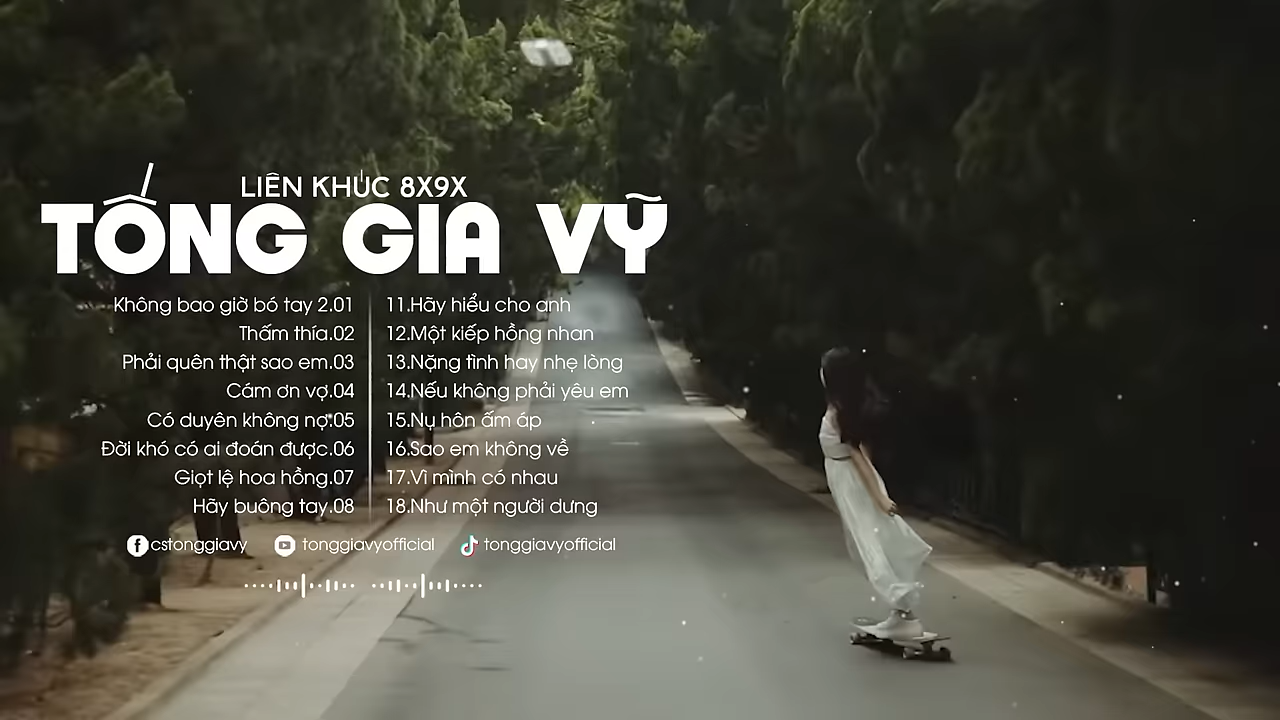 LIÊN KHÚC 8X9X
TỐNG GIA VỸ
Không bao giờ bó tay 2.01
Thấm thía.02
Phải quên thật sao em.03
Cám ơn vợ.04
Có duyên không nợ.05
Đời khó có ai đoán được.06
Giọt lệ hoa hồng.07
Hãy buông tay.08
11.Hãy hiểu cho anh
12.Một kiếp hồng nhan
13.Nặng tình hay nhẹ lòng
14.Nếu không phải yêu em
15.Nụ hôn ấm áp
16.Sao em không về
17.Vì mình có nhau
18.Như một người dưng
cstonggiavy tonggiavyofficial tonggiavyofficial